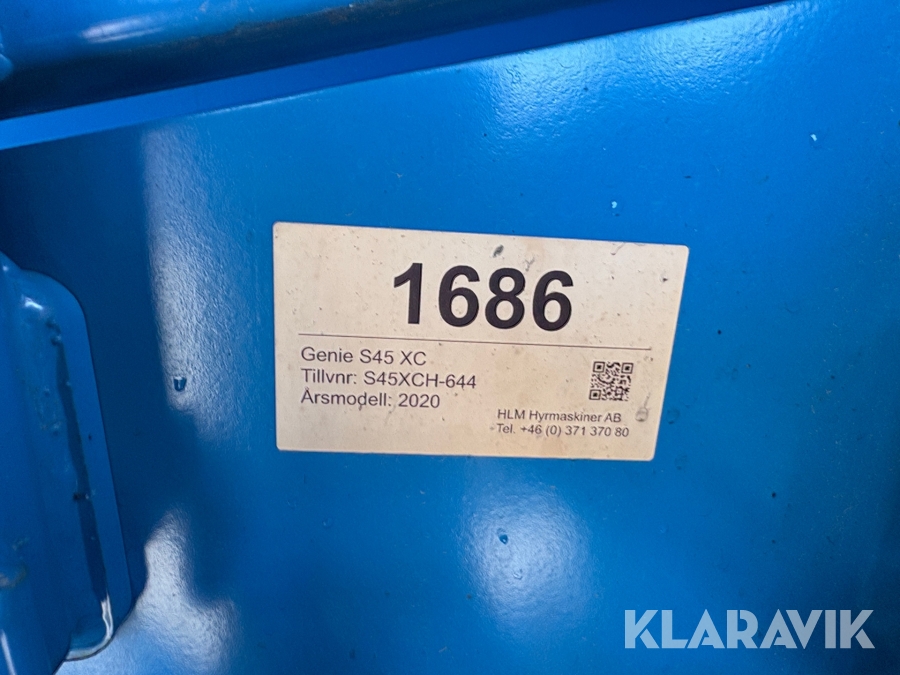 1686
Genie S45 XC
Tillvnr: S45XCH-644
Årsmodell: 2020
HLM Hyrmaskiner AB
Tel. +46 (0) 371 370 80
KLARAVIK